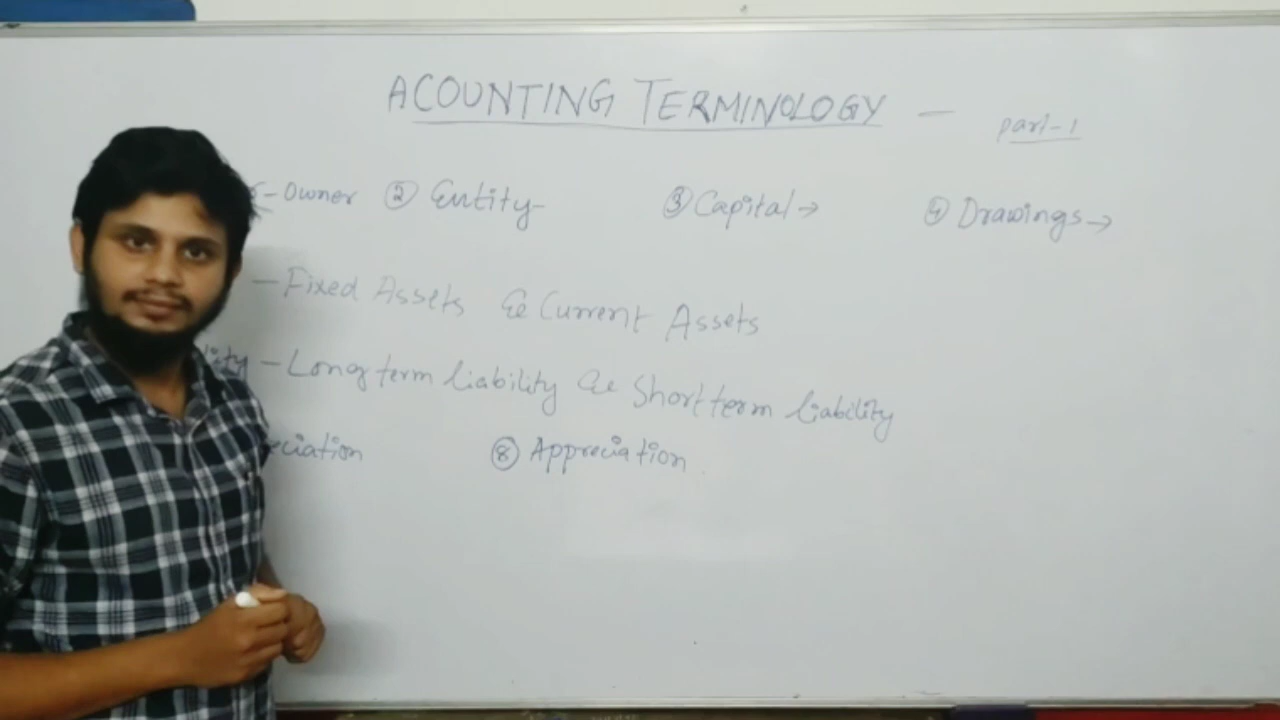 ACOUNTING TERMINOLOGY — part-1
- Owner ② Entity- ③ Capital → ④ Drawings →
- Fixed Assets & Current Assets
lity - Long term liability & Short term liability
ciation ⑧ Appreciation